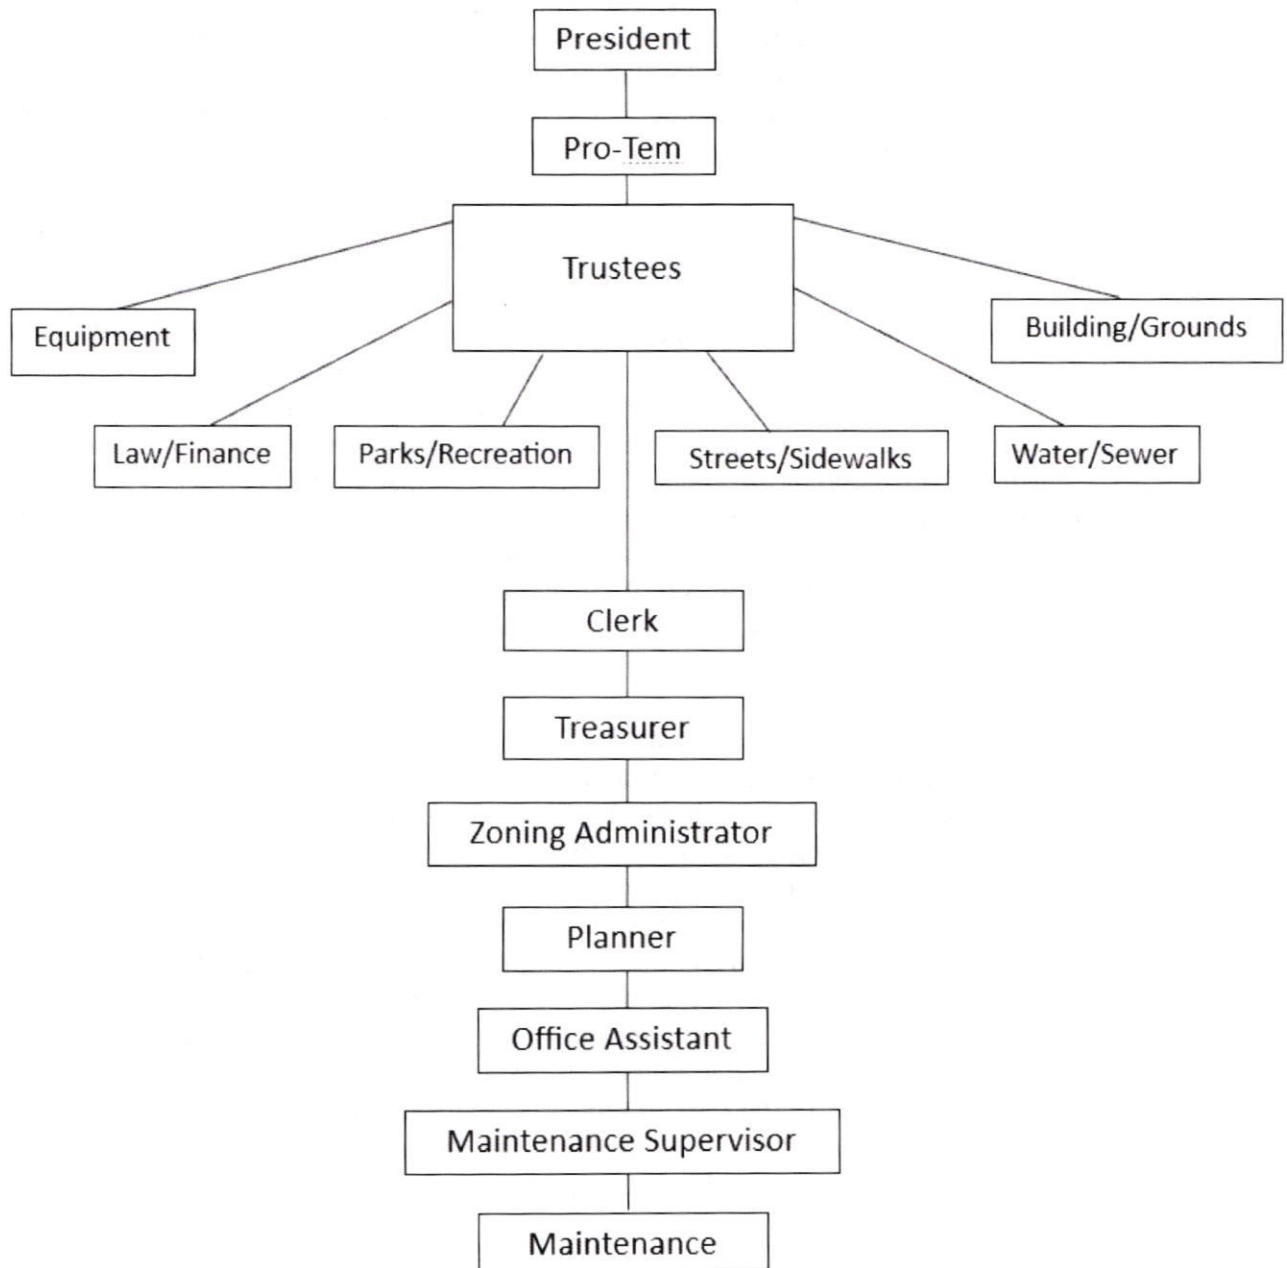 President
Pro-Tem
Trustees
Equipment
Building/Grounds
Law/Finance
Parks/Recreation
Streets/Sidewalks
Water/Sewer
Clerk
Treasurer
Zoning Administrator
Planner
Office Assistant
Maintenance Supervisor
Maintenance